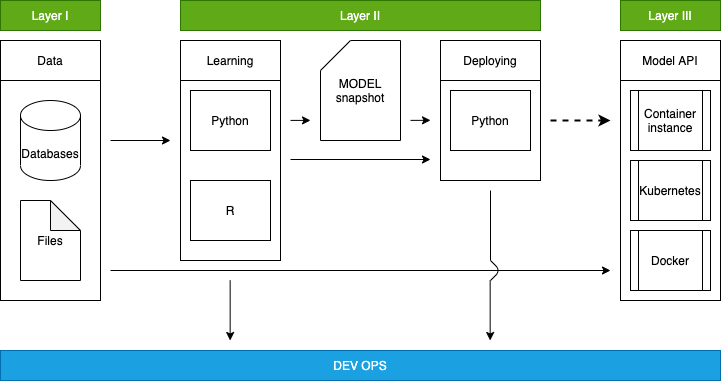 Layer I
Layer II
Layer III
Data
Learning
MODEL
snapshot
Deploying
Model API
Python
Python
Container
instance
Databases
Kubernetes
R
Files
Docker
DEV OPS